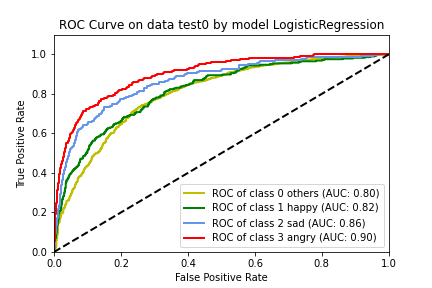 ROC Curve on data test0 by model LogisticRegression
True Positive Rate
1.0
0.8
0.6
0.4
0.2
0.0
ROC of class 0 others (AUC: 0.80)
ROC of class 1 happy (AUC: 0.82)
ROC of class 2 sad (AUC: 0.86)
ROC of class 3 angry (AUC: 0.90)
0.0 0.2 0.4 0.6 0.8 1.0
False Positive Rate